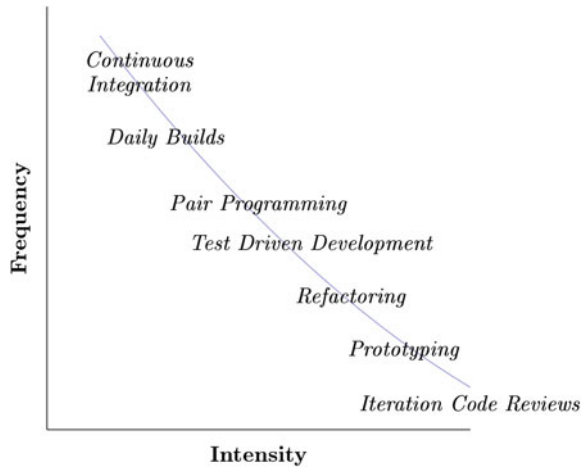 Continuous
Integration
Daily Builds
Pair Programming
Test Driven Development
Refactoring
Prototyping
Iteration Code Reviews
Frequency
Intensity